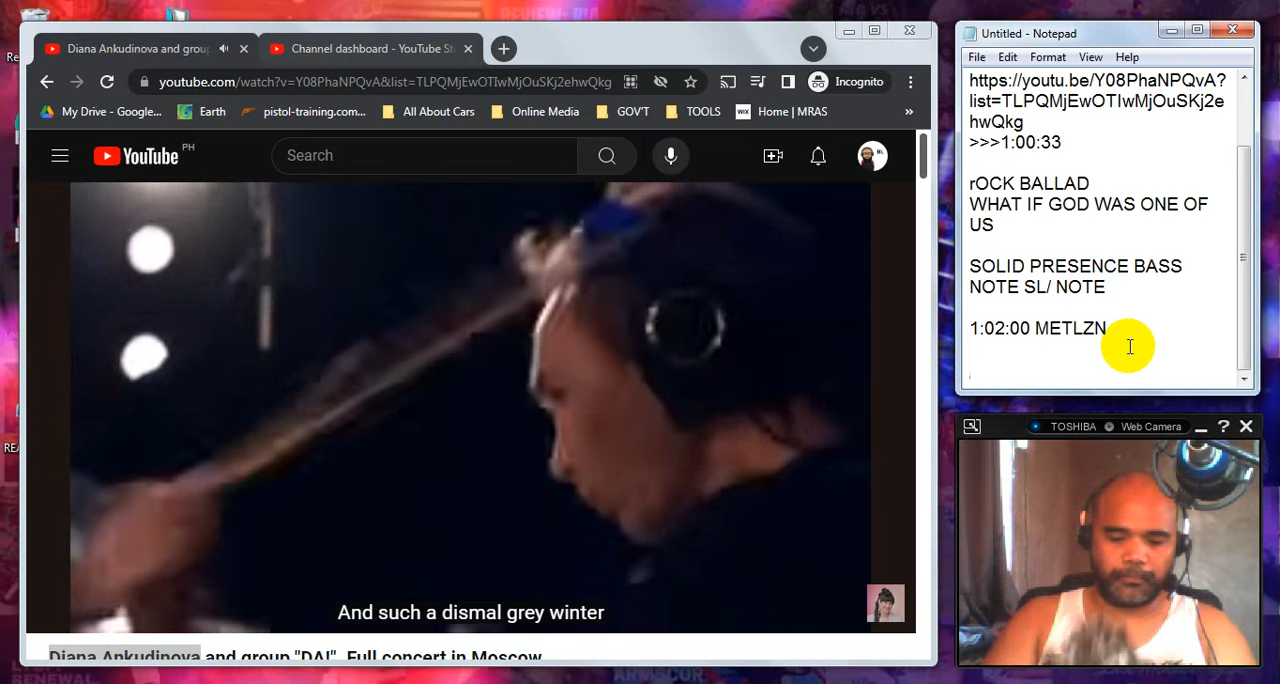 Diana Ankudinova and group
Channel dashboard - YouTube St
youtube.com/watch?v=Y08PhaNPQvA&list=TLPQMjEwOTIwMjOuSKj2ehwQkg
Incognito
My Drive - Google...
Earth
pistol-training.com...
All About Cars
Online Media
GOV'T
TOOLS
WIX
Home | MRAS
»
YouTube PH
Search
And such a dismal grey winter
Diana Ankudinova and group "DAI". Full concert in Moscow
Untitled - Notepad
File Edit Format View Help
https://youtu.be/Y08PhaNPQvA?
list=TLPQMjEwOTIwMjOuSKj2e
hwQkg
>>>1:00:33
rOCK BALLAD
WHAT IF GOD WAS ONE OF
US
SOLID PRESENCE BASS
NOTE SL/ NOTE
1:02:00 METLZN
TOSHIBA Web Camera